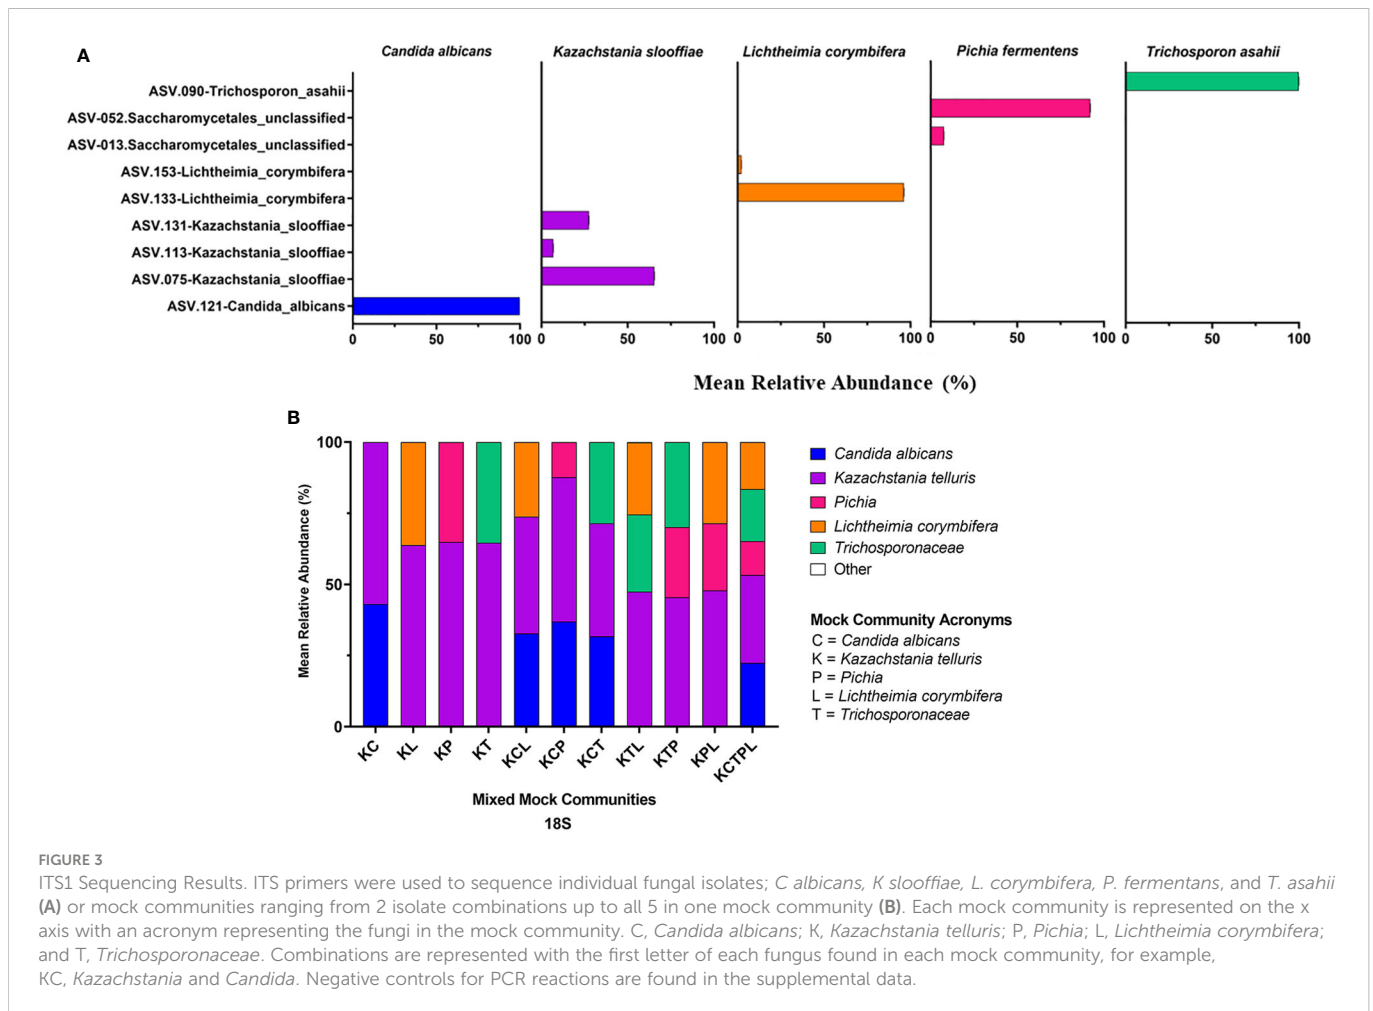 A
Candida albicans
Kazachstania slooffiae
Lichtheimia corymbifera
Pichia fermentens
Trichosporon asahii
ASV.090-Trichosporon_asahii
ASV-052.Saccharomycetales_unclassified
ASV-013.Saccharomycetales_unclassified
ASV.153-Lichtheimia_corymbifera
ASV.133-Lichtheimia_corymbifera
ASV.131-Kazachstania_slooffiae
ASV.113-Kazachstania_slooffiae
ASV.075-Kazachstania_slooffiae
ASV.121-Candida_albicans
0 50 100 0 50 100 0 50 100 0 50 100 0 50 100
Mean Relative Abundance (%)
B
Mean Relative Abundance (%)
100
50
0
KC KL KP KT KCL KCP KCT KTL KTP KPL KCTPL
Mixed Mock Communities
18S
Candida albicans
Kazachstania telluris
Pichia
Lichtheimia corymbifera
Trichosporonaceae
Other
Mock Community Acronyms
C = Candida albicans
K = Kazachstania telluris
P = Pichia
L = Lichtheimia corymbifera
T = Trichosporonaceae
FIGURE 3
ITS1 Sequencing Results. ITS primers were used to sequence individual fungal isolates; C albicans, K slooffiae, L. corymbifera, P. fermentans, and T. asahii
(A) or mock communities ranging from 2 isolate combinations up to all 5 in one mock community (B). Each mock community is represented on the x
axis with an acronym representing the fungi in the mock community. C, Candida albicans; K, Kazachstania telluris; P, Pichia; L, Lichtheimia corymbifera;
and T, Trichosporonaceae. Combinations are represented with the first letter of each fungus found in each mock community, for example,
KC, Kazachstania and Candida. Negative controls for PCR reactions are found in the supplemental data.